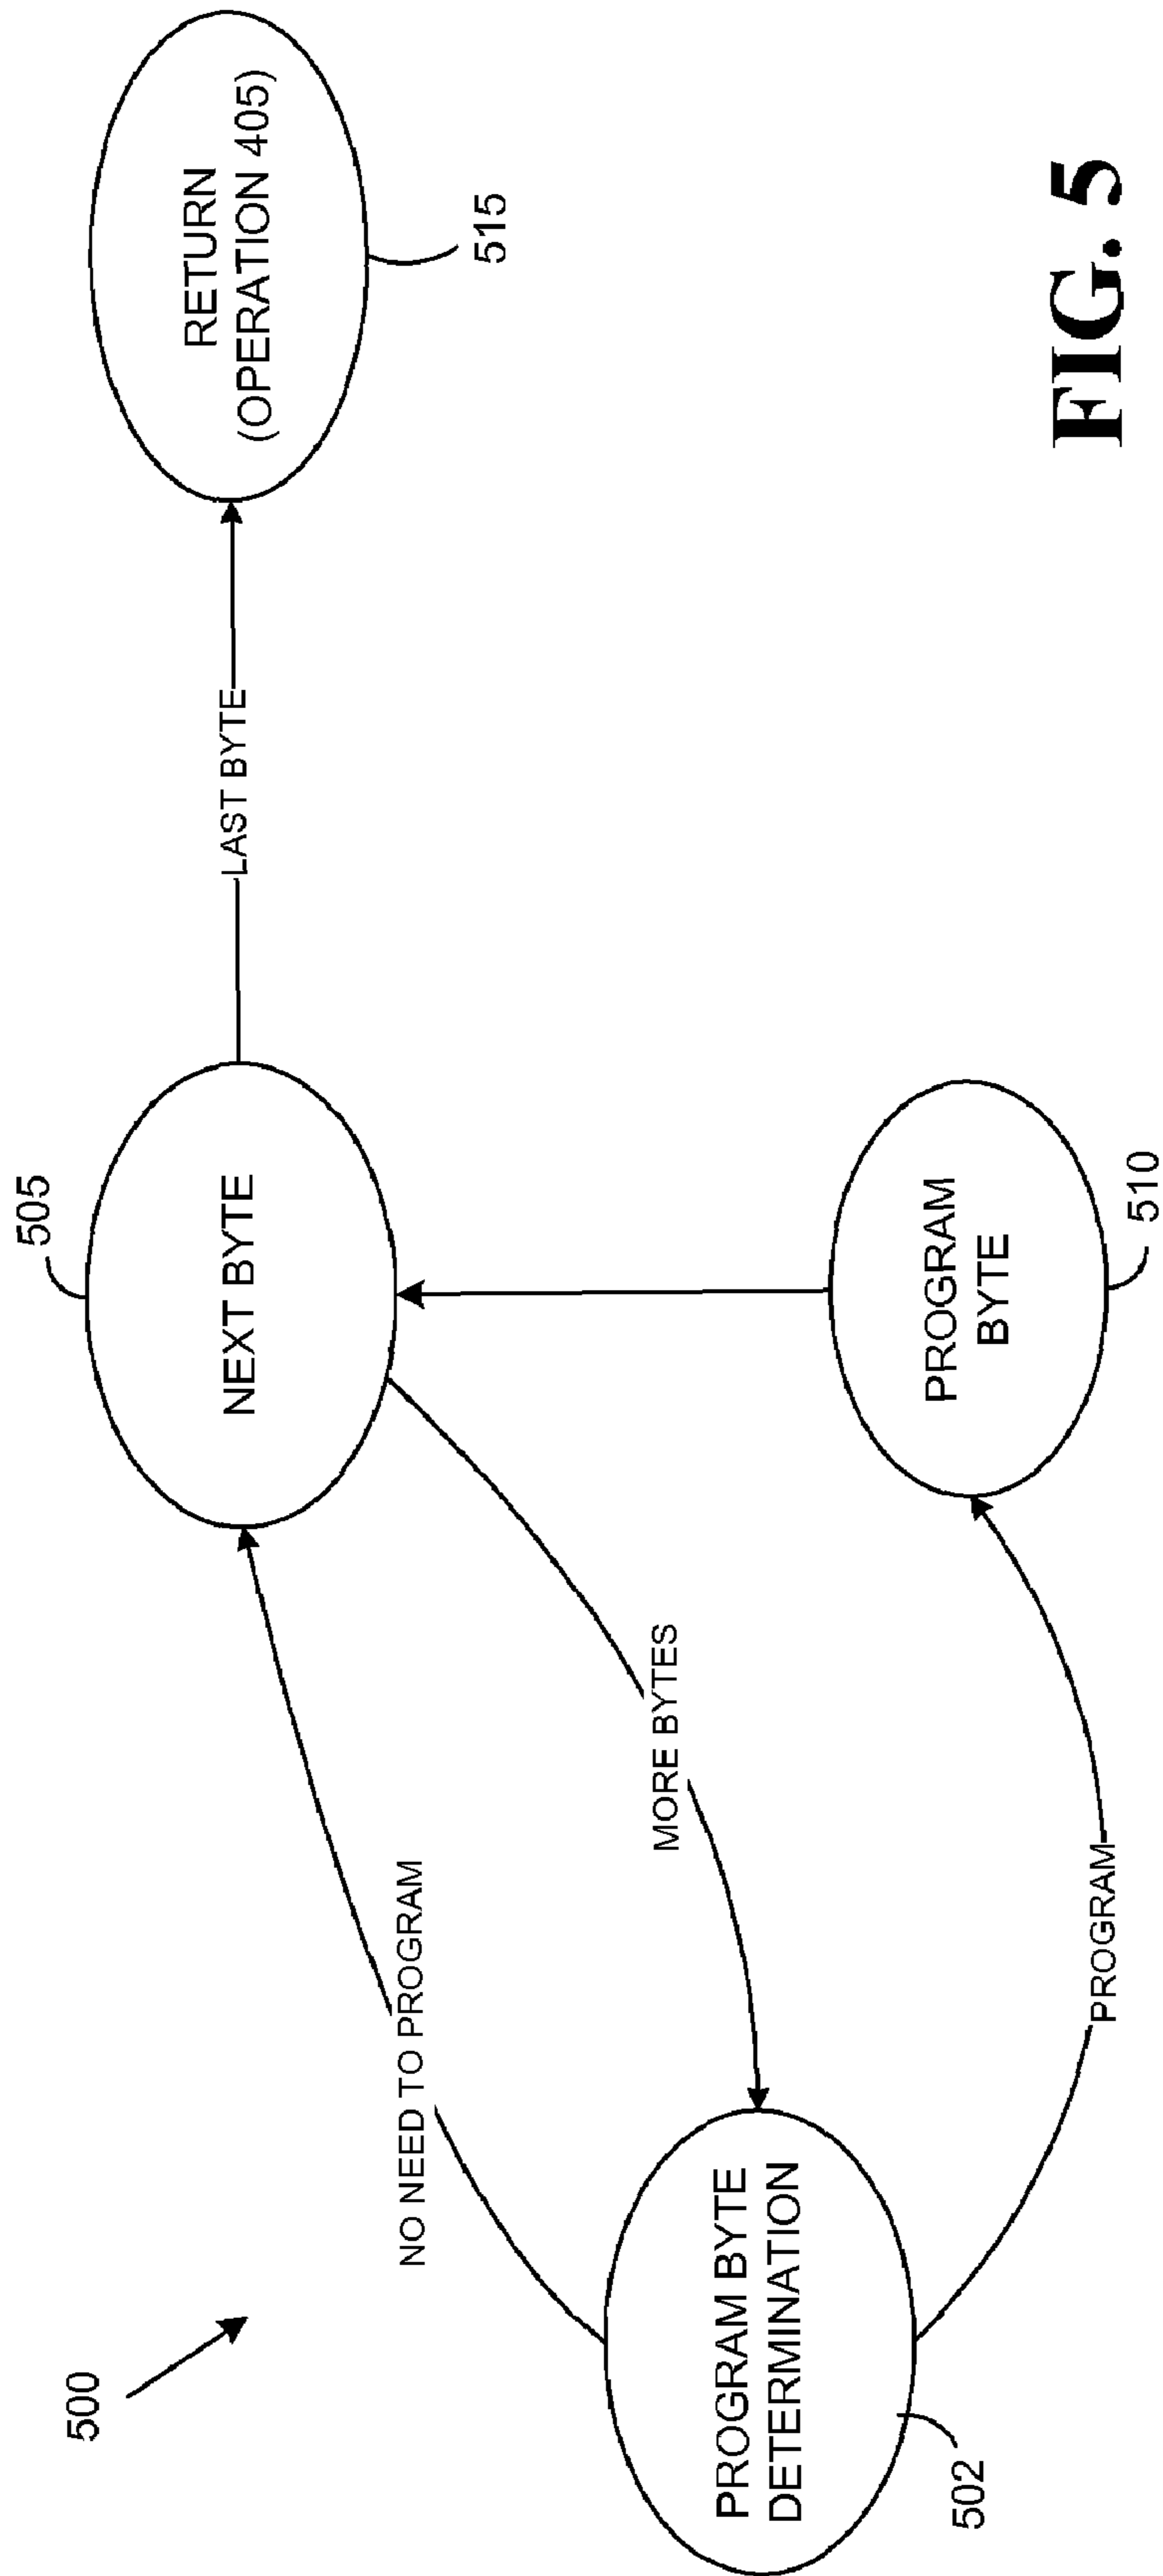 500
505
NEXT BYTE
LAST BYTE
RETURN
(OPERATION 405)
515
NO NEED TO PROGRAM
MORE BYTES
PROGRAM BYTE
DETERMINATION
502
PROGRAM
PROGRAM
BYTE
510
FIG. 5